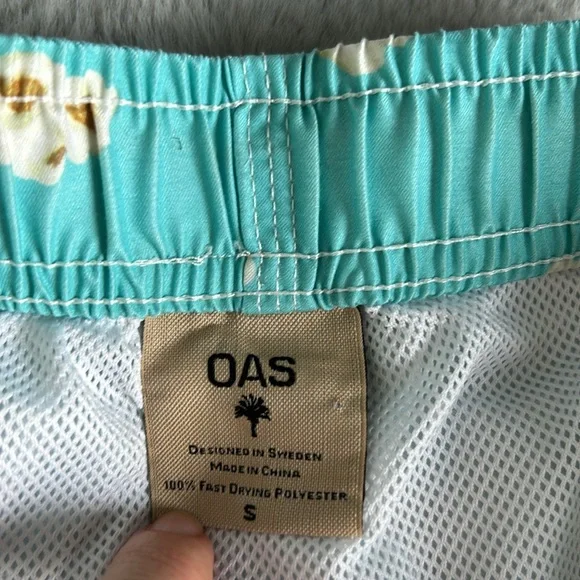 OAS
DESIGNED IN SWEDEN
MADE IN CHINA
100% FAST DRYING POLYESTER
S